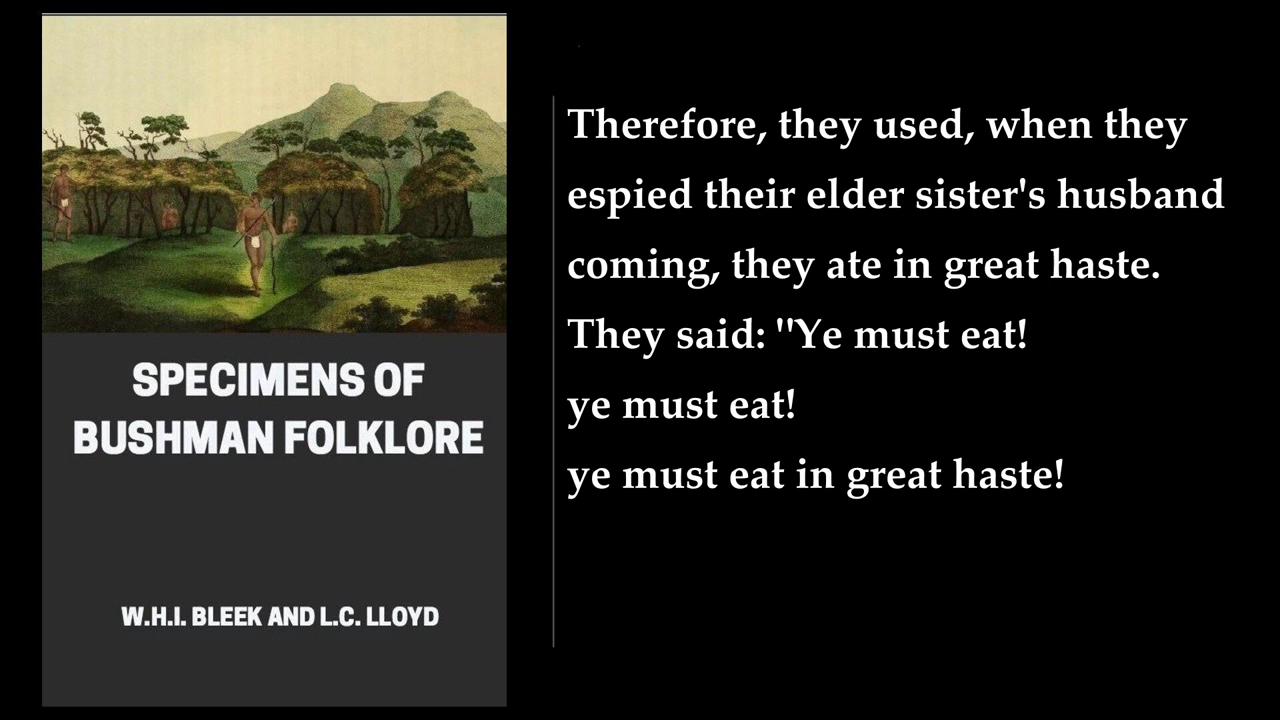 SPECIMENS OF
BUSHMAN FOLKLORE
W.H.I. BLEEK AND L.C. LLOYD
Therefore, they used, when they
espied their elder sister's husband
coming, they ate in great haste.
They said: "Ye must eat!
ye must eat!
ye must eat in great haste!